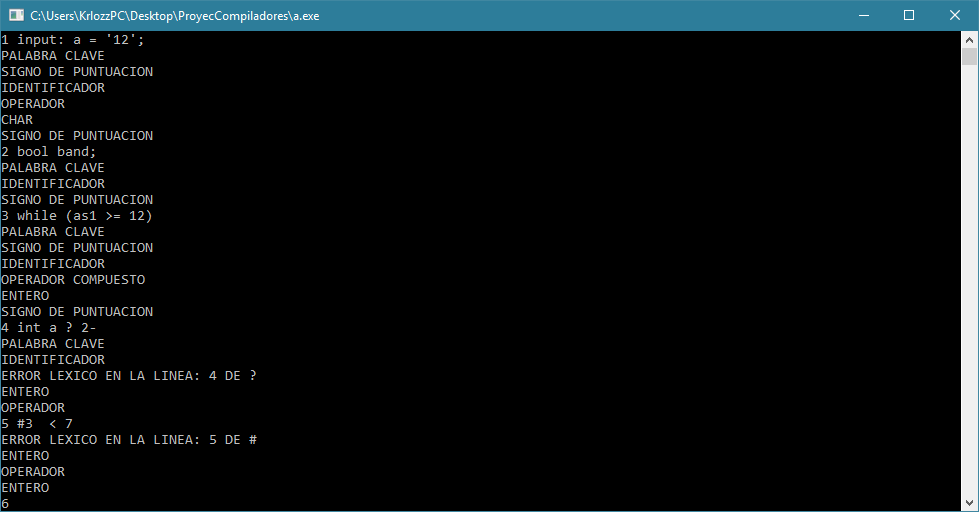 C:\Users\KrlozzPC\Desktop\ProyecCompiladores\a.exe
1 input: a = '12';
PALABRA CLAVE
SIGNO DE PUNTUACION
IDENTIFICADOR
OPERADOR
CHAR
SIGNO DE PUNTUACION
2 bool band;
PALABRA CLAVE
IDENTIFICADOR
SIGNO DE PUNTUACION
3 while (as1 >= 12)
PALABRA CLAVE
SIGNO DE PUNTUACION
IDENTIFICADOR
OPERADOR COMPUESTO
ENTERO
SIGNO DE PUNTUACION
4 int a ? 2-
PALABRA CLAVE
IDENTIFICADOR
ERROR LEXICO EN LA LINEA: 4 DE ?
ENTERO
OPERADOR
5 #3  < 7
ERROR LEXICO EN LA LINEA: 5 DE #
ENTERO
OPERADOR
ENTERO
6